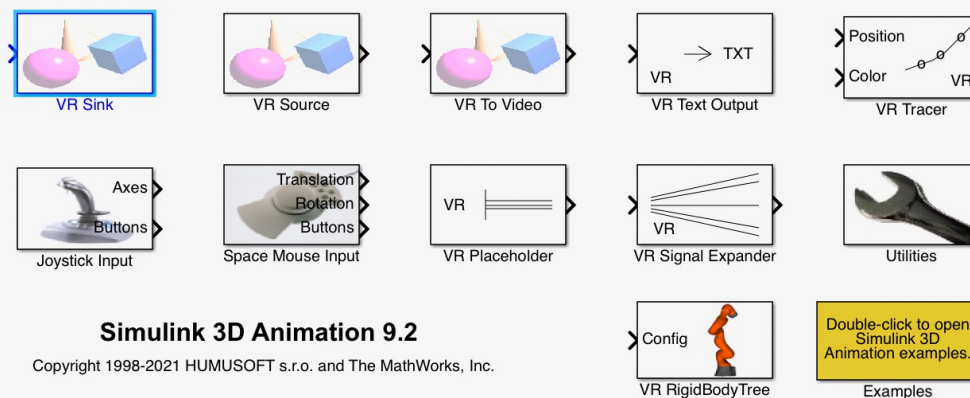 VR Sink
VR Source
VR To Video
TXT
VR
VR Text Output
Position
Color
VR
VR Tracer
Axes
Buttons
Joystick Input
Translation
Rotation
Buttons
Space Mouse Input
VR
VR Placeholder
VR
VR Signal Expander
Utilities
Simulink 3D Animation 9.2
Copyright 1998-2021 HUMUSOFT s.r.o. and The MathWorks, Inc.
Config
VR RigidBodyTree
Double-click to open
Simulink 3D
Animation examples.
Examples